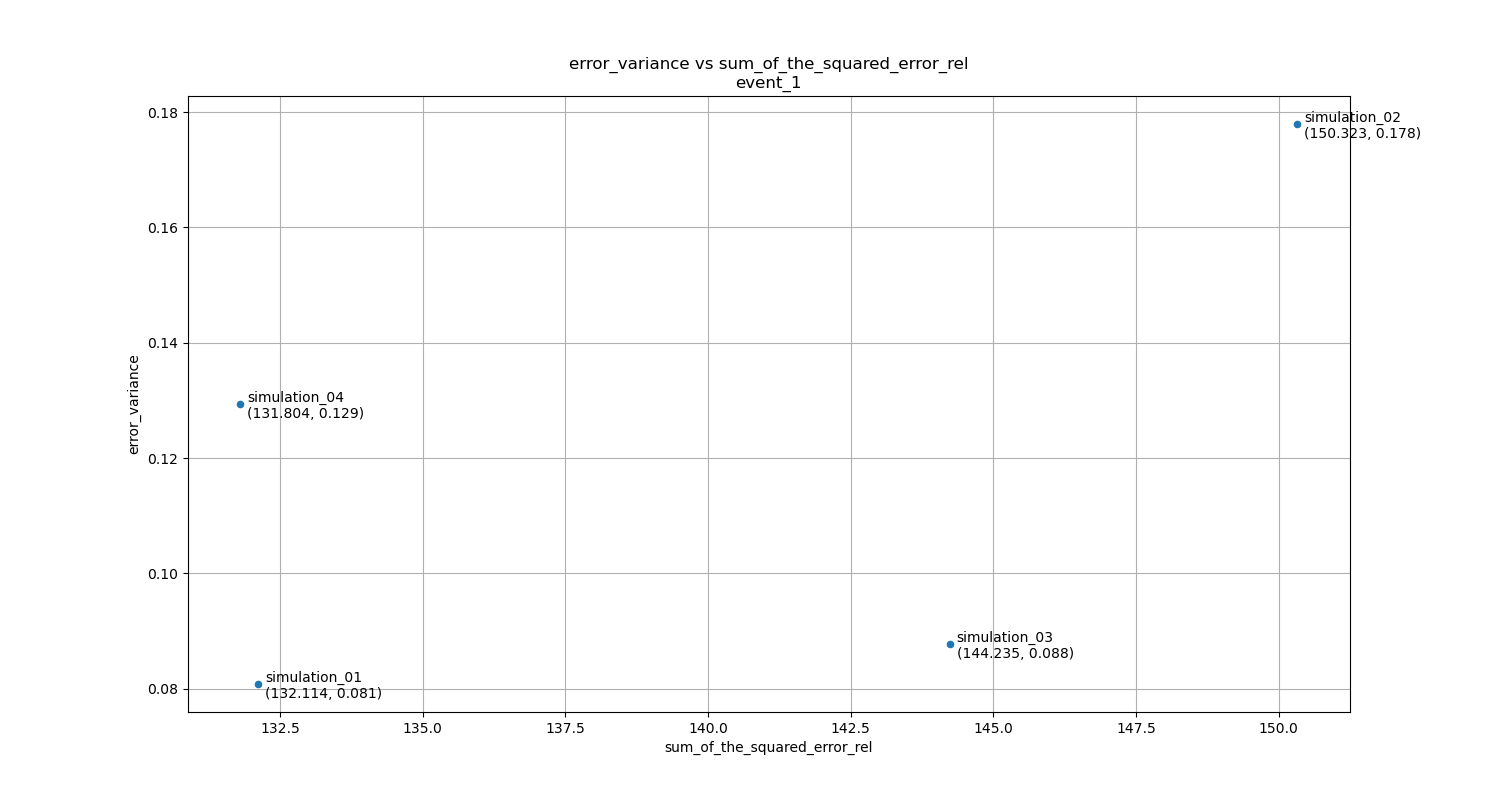 error_variance vs sum_of_the_squared_error_rel
event_1
0.18
0.16
0.14
0.12
0.10
0.08
error_variance
simulation_02
(150.323, 0.178)
simulation_04
(131.804, 0.129)
simulation_03
(144.235, 0.088)
simulation_01
(132.114, 0.081)
132.5 135.0 137.5 140.0 142.5 145.0 147.5 150.0
sum_of_the_squared_error_rel